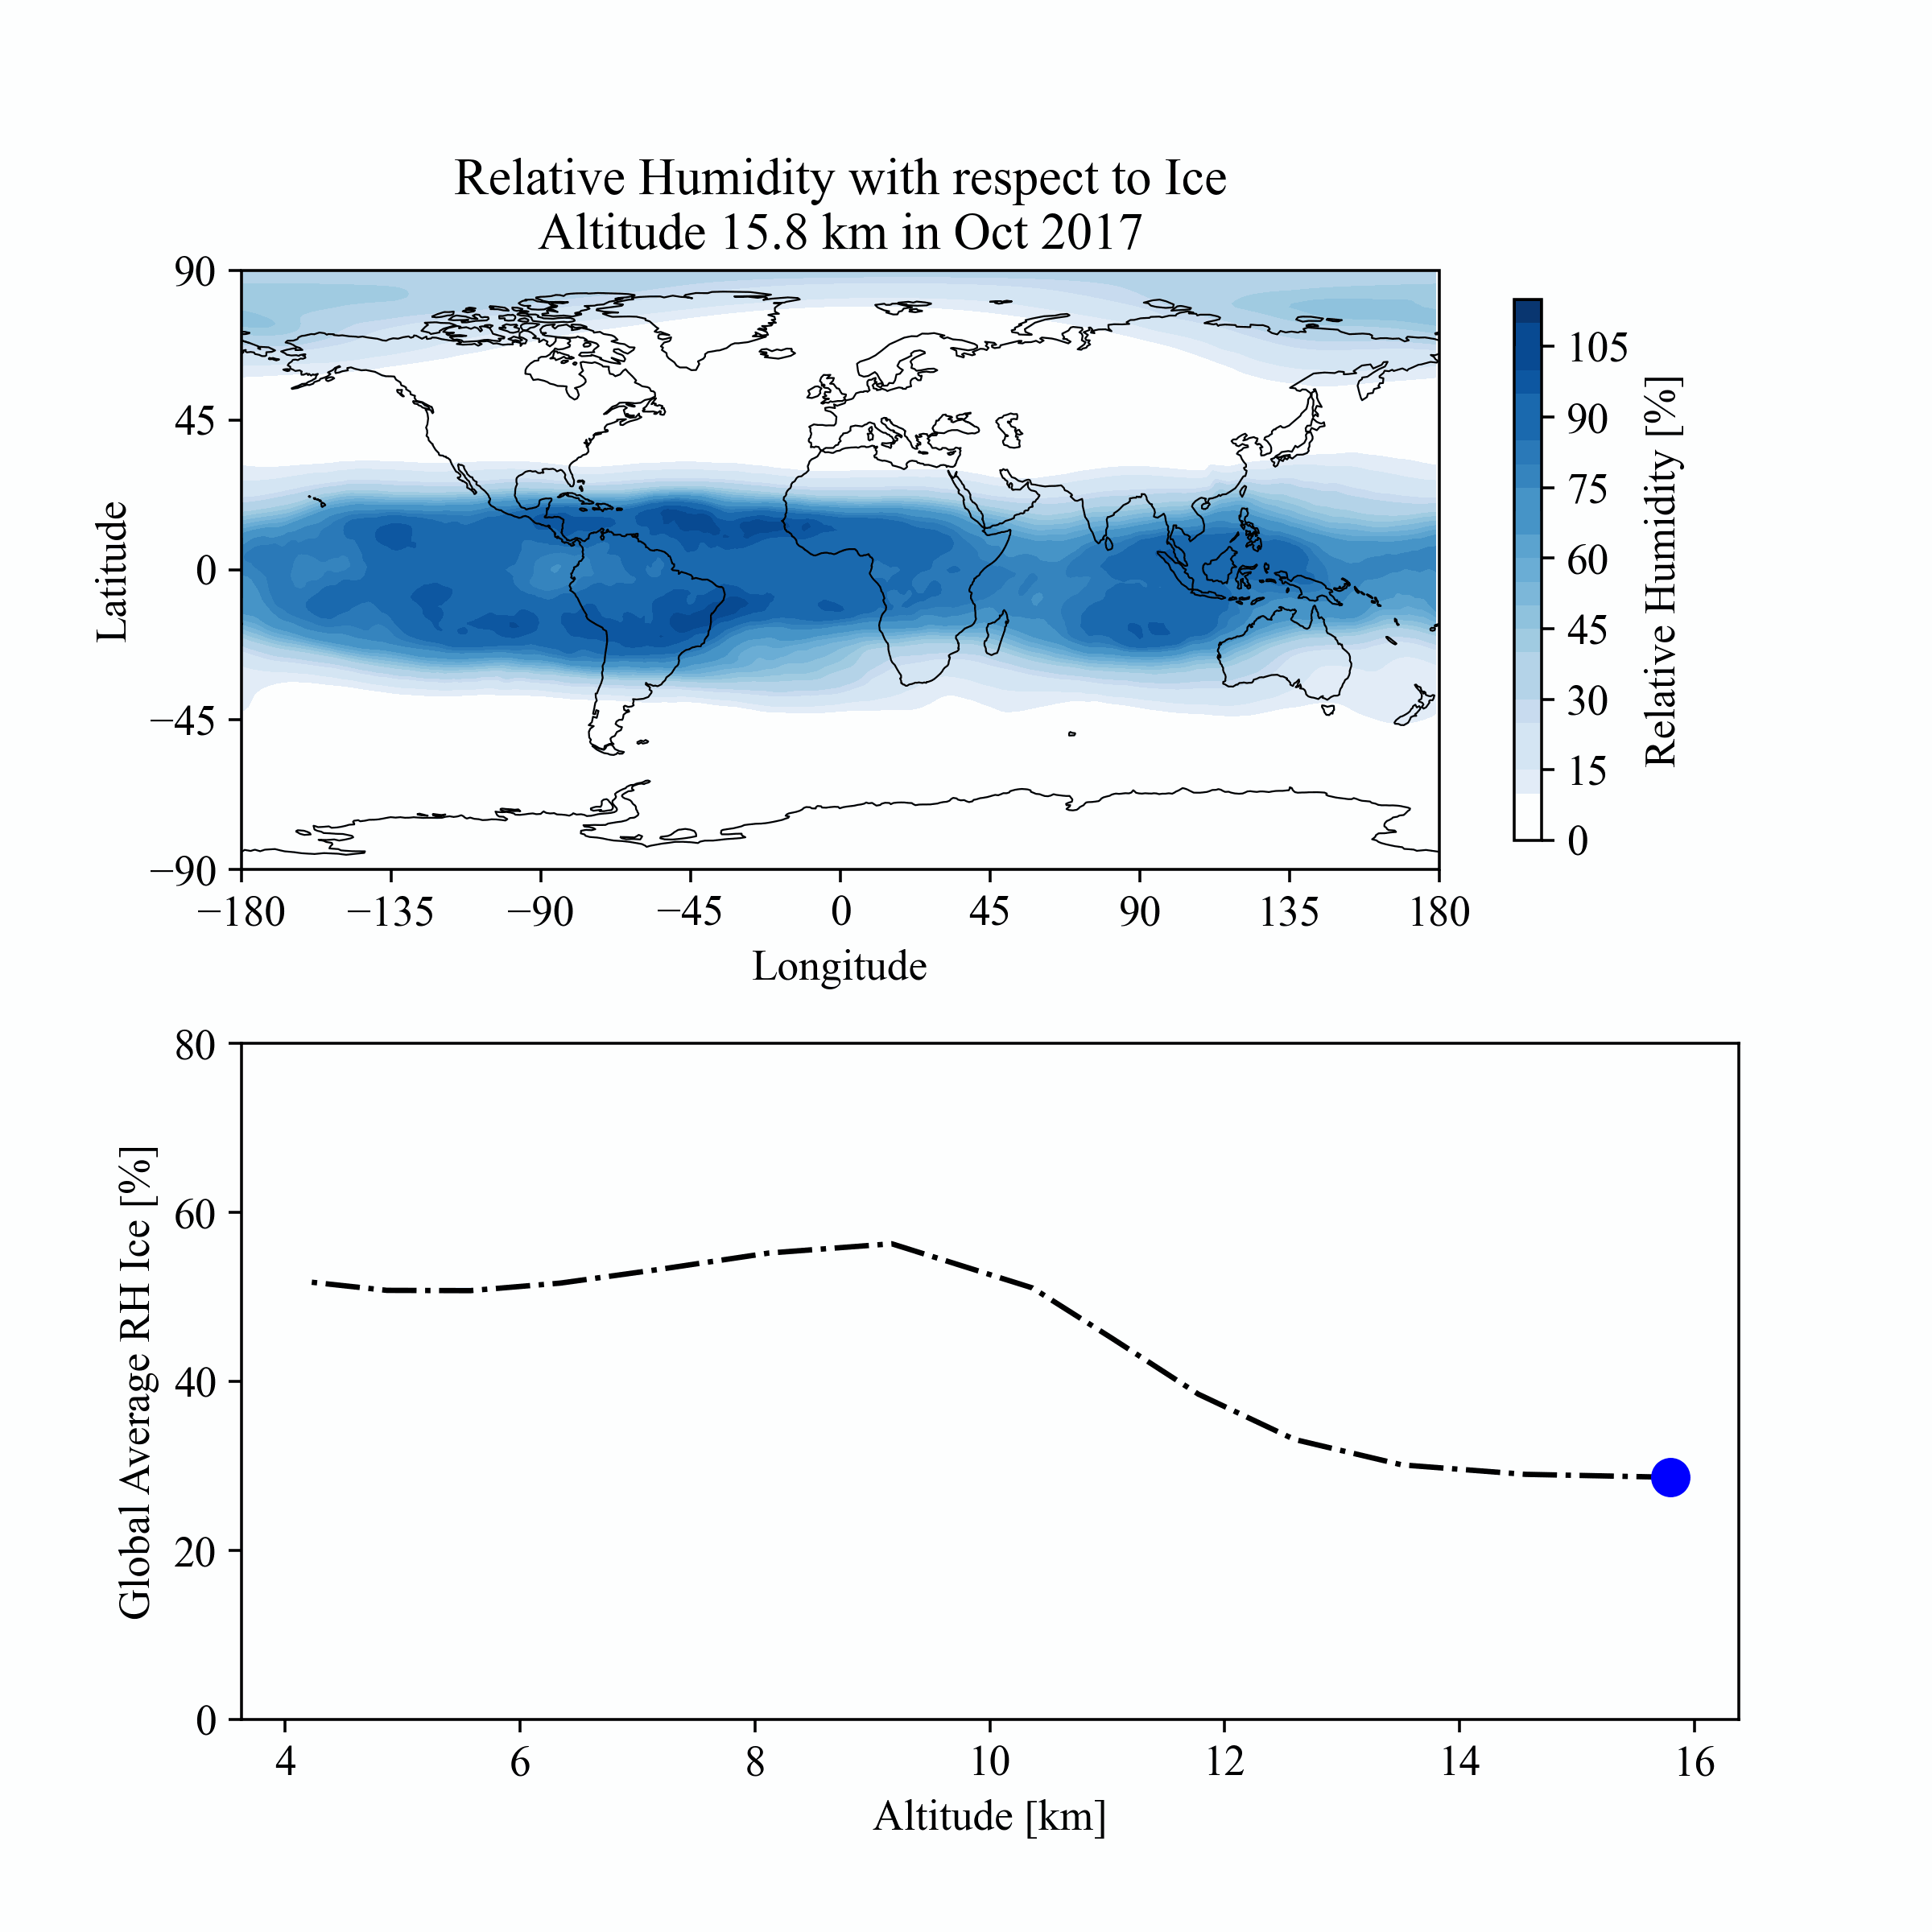 Relative Humidity with respect to Ice
Altitude 15.8 km in Oct 2017
90
45
0
−45
−90
Latitude
−180 −135 −90 −45 0 45 90 135 180
Longitude
105
90
75
60
45
30
15
0
Relative Humidity [%]
80
60
40
20
0
Global Average RH Ice [%]
4 6 8 10 12 14 16
Altitude [km]